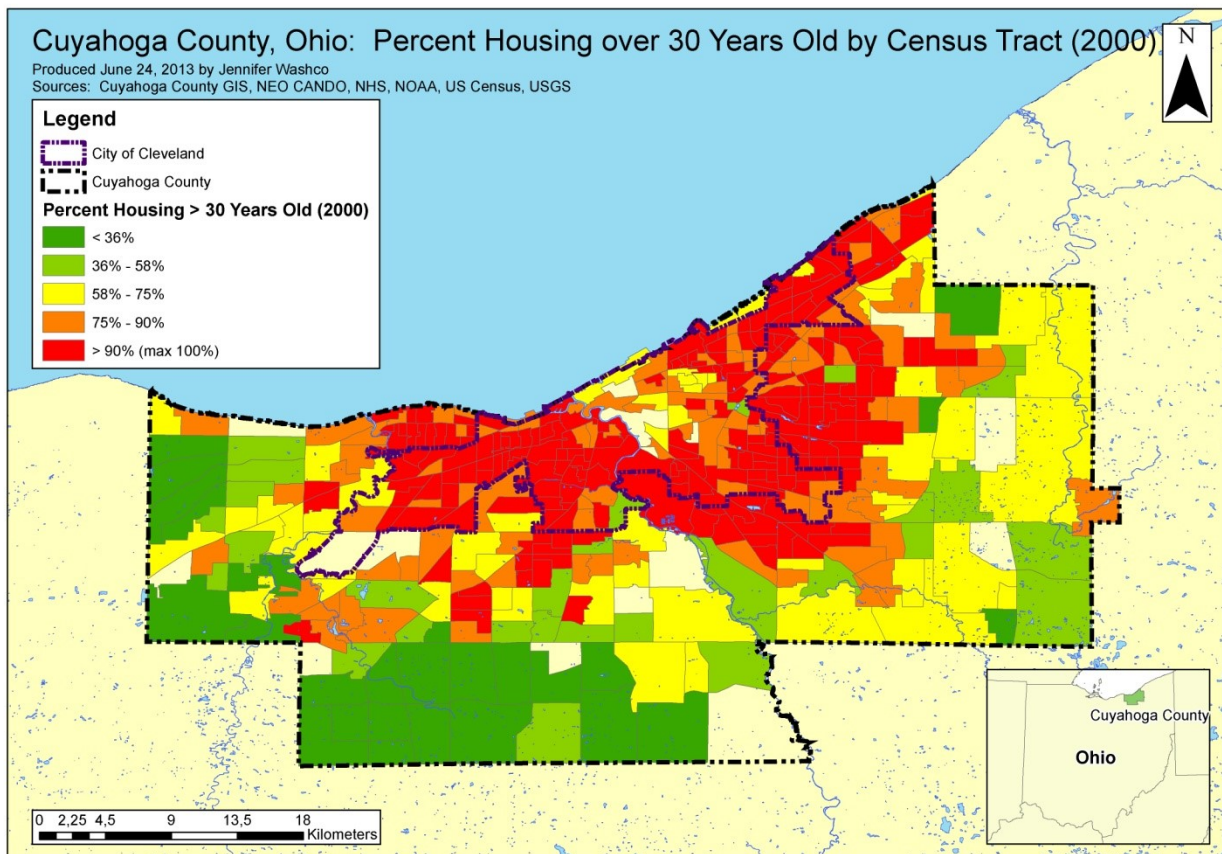 Cuyahoga County, Ohio: Percent Housing over 30 Years Old by Census Tract (2000)
Produced June 24, 2013 by Jennifer Washco
Sources: Cuyahoga County GIS, NEO CANDO, NHS, NOAA, US Census, USGS
N
Legend
City of Cleveland
Cuyahoga County
Percent Housing > 30 Years Old (2000)
< 36%
36% - 58%
58% - 75%
75% - 90%
> 90% (max 100%)
Cuyahoga County
Ohio
0 2,25 4,5 9 13,5 18
Kilometers